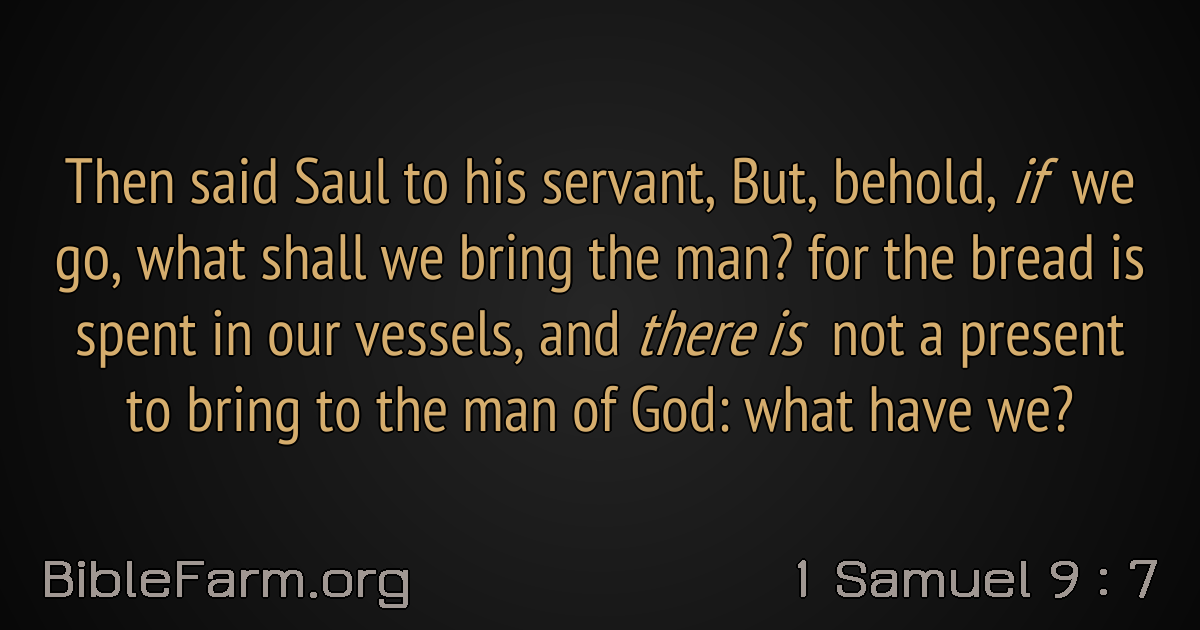 Then said Saul to his servant, But, behold, if we
go, what shall we bring the man? for the bread is
spent in our vessels, and there is not a present
to bring to the man of God: what have we?
BibleFarm.org
1 Samuel 9 : 7